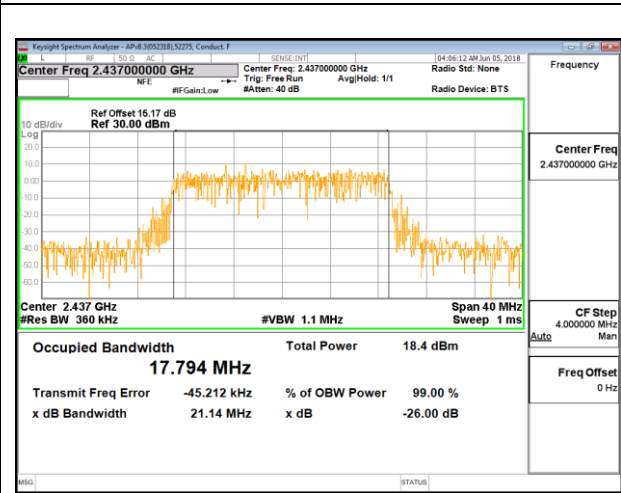 Keysight Spectrum Analyzer - APv8.3(052318),52275, Conduct. F
L RF 50 Ω AC SENSE:INT 04:06:12 AM Jun 05, 2018
Center Freq 2.437000000 GHz
NFE
#IFGain:Low
Center Freq: 2.437000000 GHz
Trig: Free Run Avg|Hold: 1/1
#Atten: 40 dB
Radio Std: None
Radio Device: BTS
Frequency
Ref Offset 15.17 dB
10 dB/div Ref 30.00 dBm
Log
20.0
10.0
0.00
-10.0
-20.0
-30.0
-40.0
-50.0
-60.0
Center Freq
2.437000000 GHz
Center 2.437 GHz Span 40 MHz
#Res BW 360 kHz #VBW 1.1 MHz Sweep 1 ms
CF Step
4.000000 MHz
Auto Man
Occupied Bandwidth Total Power 18.4 dBm
17.794 MHz
Transmit Freq Error -45.212 kHz % of OBW Power 99.00 %
x dB Bandwidth 21.14 MHz x dB -26.00 dB
Freq Offset
0 Hz
MSG STATUS